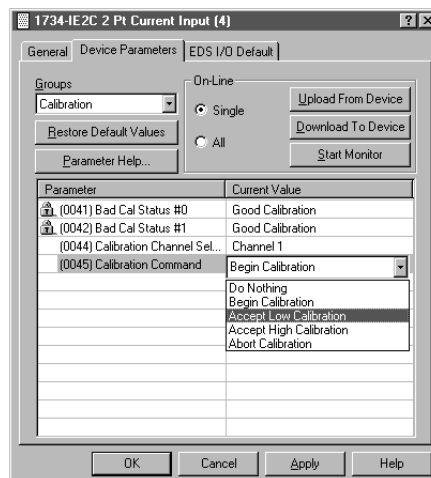 1734-IE2C 2 Pt Current Input (4)
General Device Parameters EDS I/O Default
Groups
Calibration
Restore Default Values
Parameter Help...
On-Line
Single
All
Upload From Device
Download To Device
Start Monitor
Parameter Current Value
(0041) Bad Cal Status #0 Good Calibration
(0042) Bad Cal Status #1 Good Calibration
(0044) Calibration Channel Sel... Channel 1
(0045) Calibration Command Begin Calibration
Do Nothing
Begin Calibration
Accept Low Calibration
Accept High Calibration
Abort Calibration
OK Cancel Apply Help